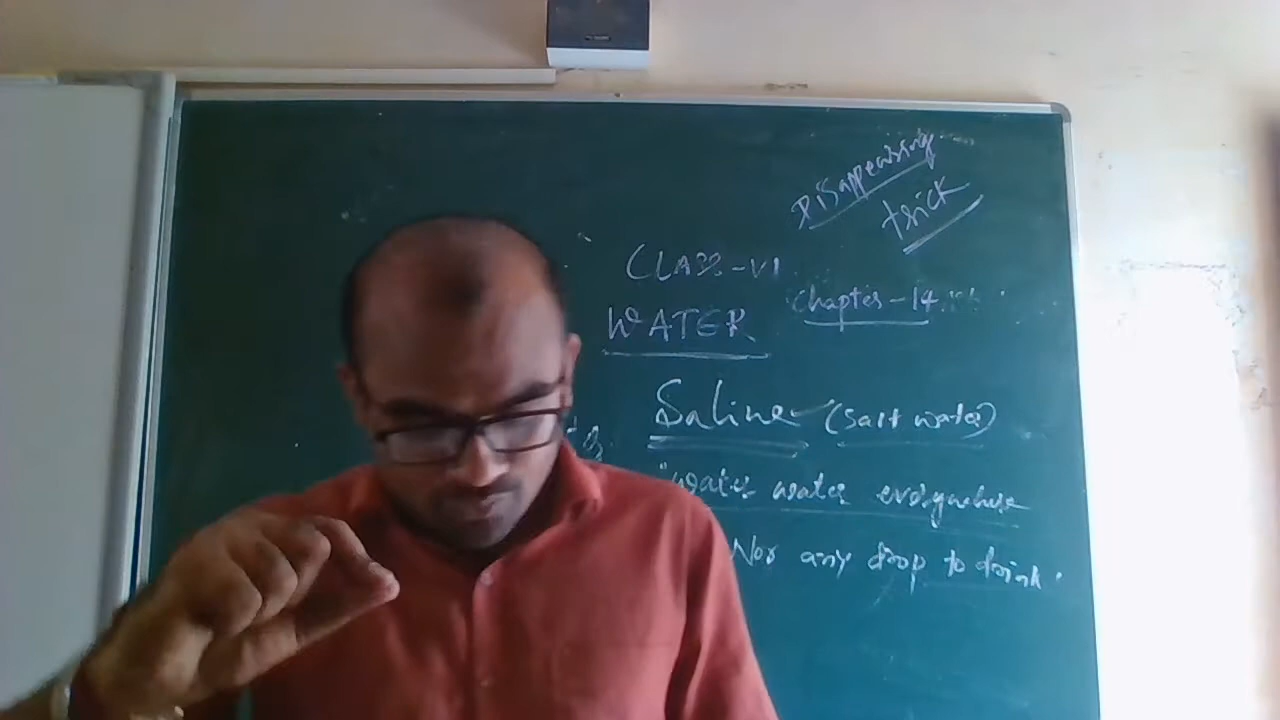 Disappearing
trick
CLASS-VI
WATER
Chapter-14
Saline (salt water)
"Water water everywhere
Nor any drop to drink.